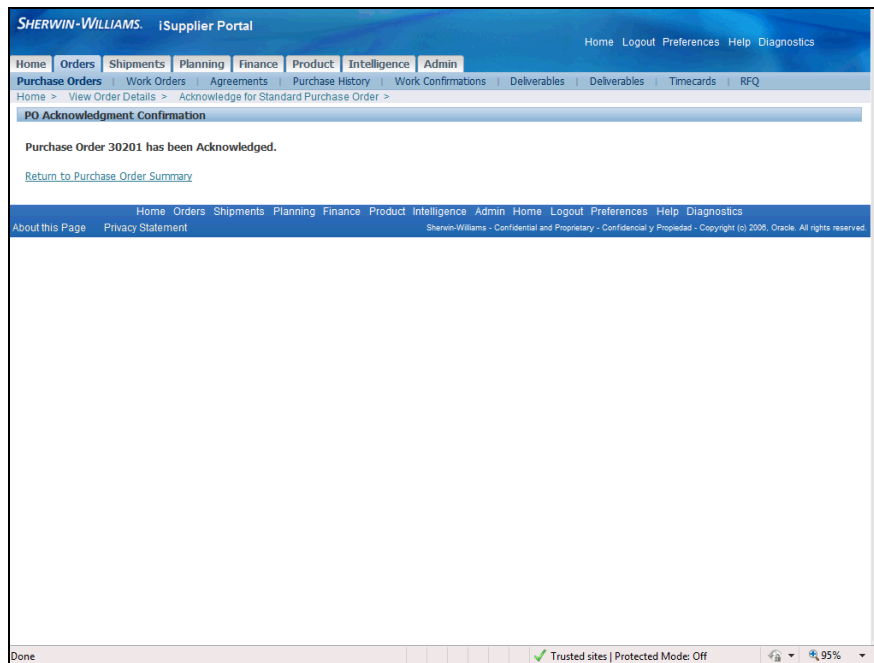 SHERWIN-WILLIAMS. iSupplier Portal
Home Logout Preferences Help Diagnostics
Home Orders Shipments Planning Finance Product Intelligence Admin
Purchase Orders | Work Orders | Agreements | Purchase History | Work Confirmations | Deliverables | Deliverables | Timecards | RFQ
Home > View Order Details > Acknowledge for Standard Purchase Order >
PO Acknowledgment Confirmation
Purchase Order 30201 has been Acknowledged.
Return to Purchase Order Summary
Home Orders Shipments Planning Finance Product Intelligence Admin Home Logout Preferences Help Diagnostics
About this Page Privacy Statement Sherwin-Williams - Confidential and Proprietary - Confidencial y Propiedad - Copyright (c) 2006, Oracle. All rights reserved.
Done Trusted sites | Protected Mode: Off 95%